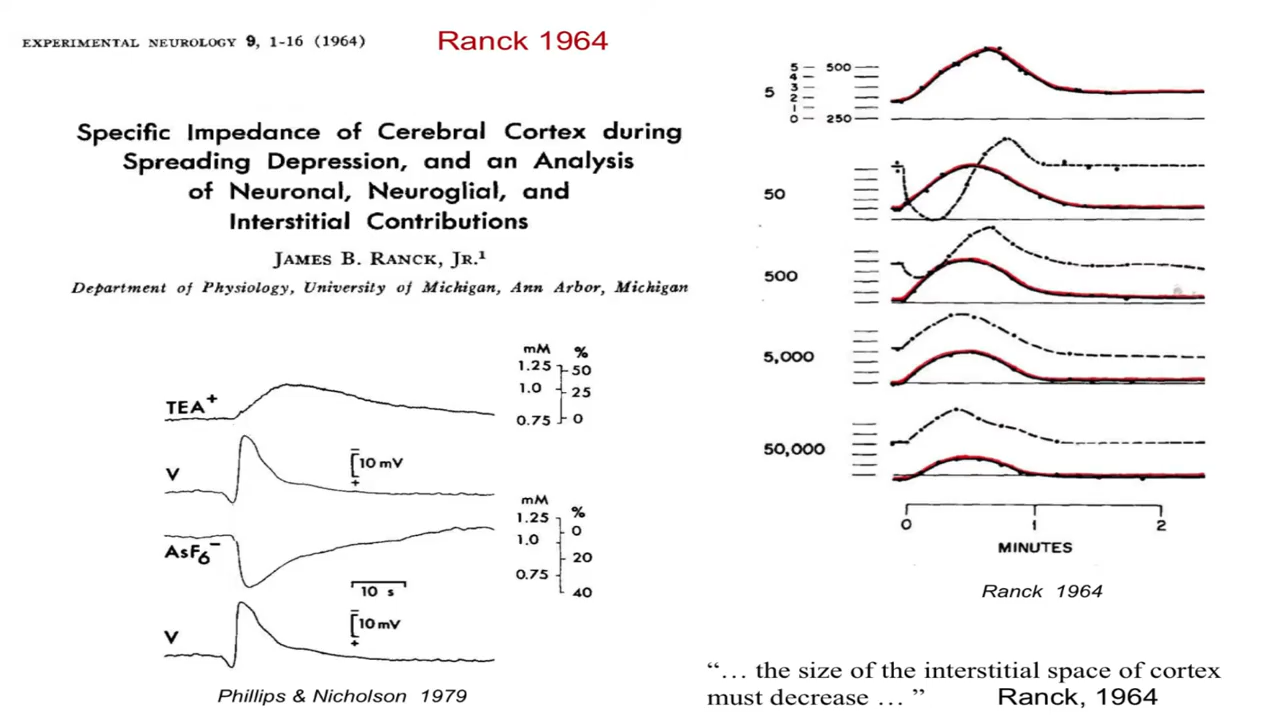 EXPERIMENTAL NEUROLOGY 9, 1-16 (1964)
Ranck 1964
Specific Impedance of Cerebral Cortex during
Spreading Depression, and an Analysis
of Neuronal, Neuroglial, and
Interstitial Contributions
JAMES B. RANCK, JR.¹
Department of Physiology, University of Michigan, Ann Arbor, Michigan
mM %
1.25 50
1.0 25
0.75 0
TEA+
V
10 mV
+
mM
1.25 %
0
1.0
20
0.75
40
AsF6−
10 s
V
10 mV
+
Phillips & Nicholson 1979
5
5 500
4
3
2
1
0 250
50
500
5,000
50,000
0 1 2
MINUTES
Ranck 1964
“... the size of the interstitial space of cortex
must decrease ... ” Ranck, 1964